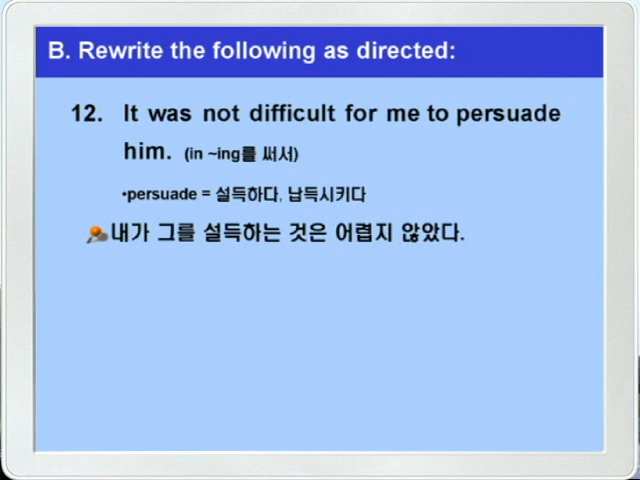 B. Rewrite the following as directed:
12. It was not difficult for me to persuade
him. (in ~ing를 써서)
•persuade = 설득하다, 납득시키다
내가 그를 설득하는 것은 어렵지 않았다.